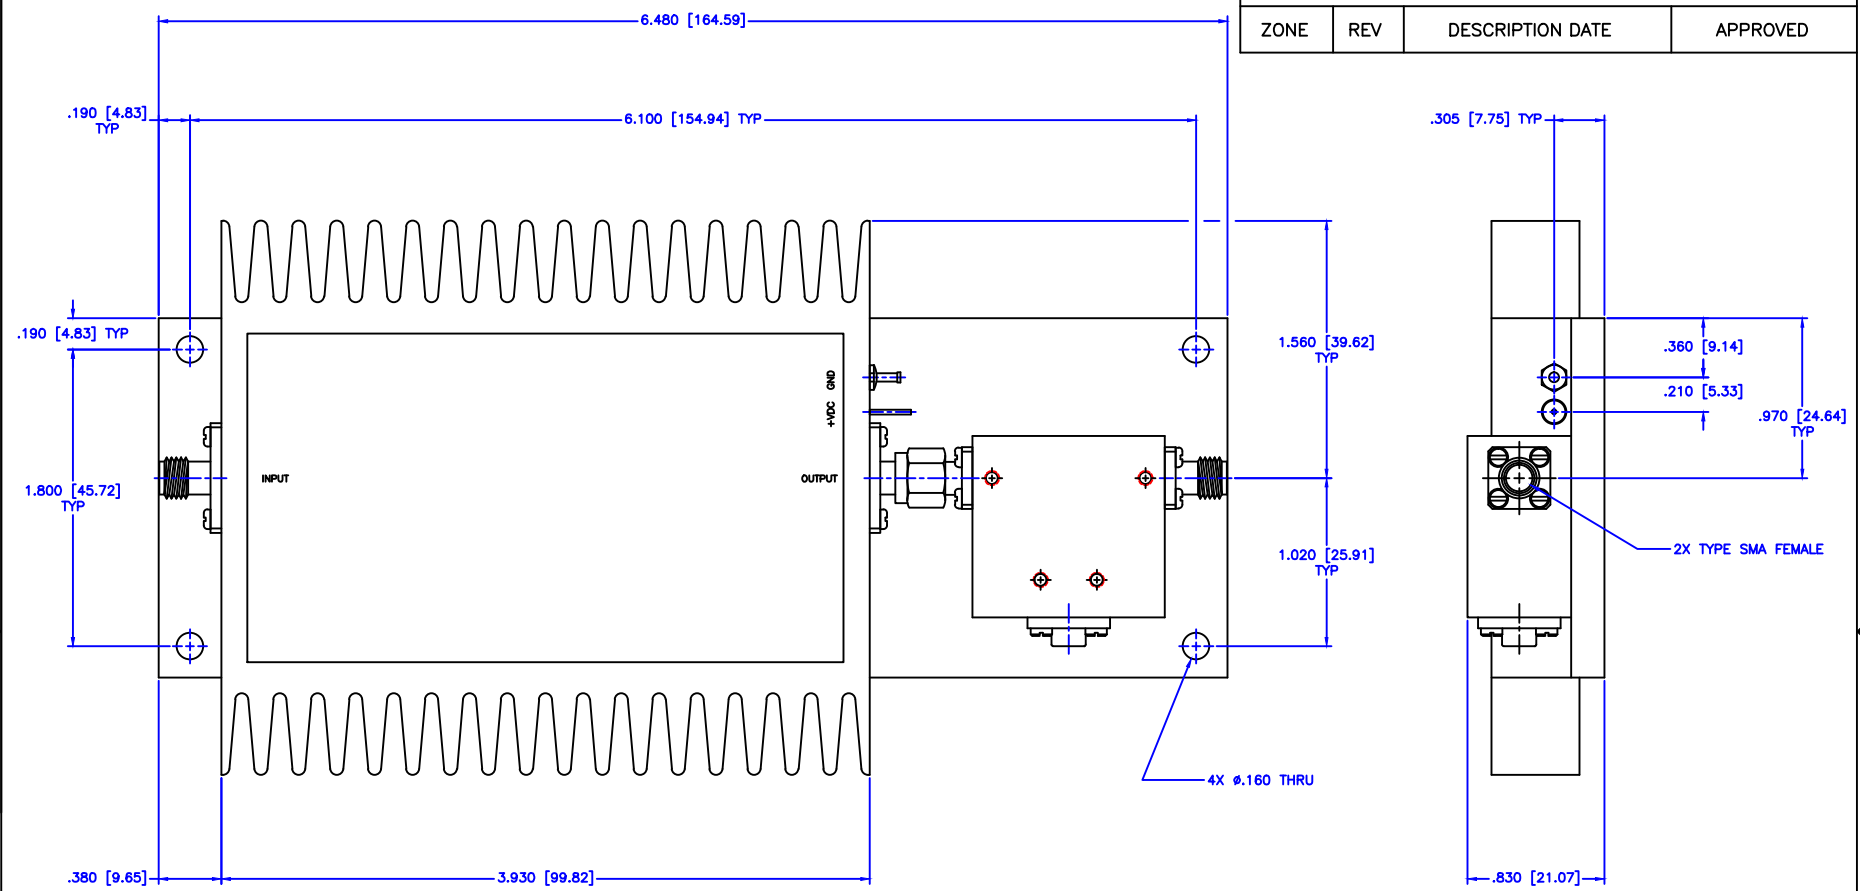 6.480 [164.59]
ZONE REV DESCRIPTION DATE APPROVED
.190 [4.83]
TYP
6.100 [154.94] TYP
.305 [7.75] TYP
.190 [4.83] TYP
1.560 [39.62]
TYP
.360 [9.14]
.210 [5.33]
.970 [24.64]
TYP
GND
+VDC
INPUT
OUTPUT
1.800 [45.72]
TYP
1.020 [25.91]
TYP
2X TYPE SMA FEMALE
4X ø.160 THRU
.380 [9.65]
3.930 [99.82]
.830 [21.07]